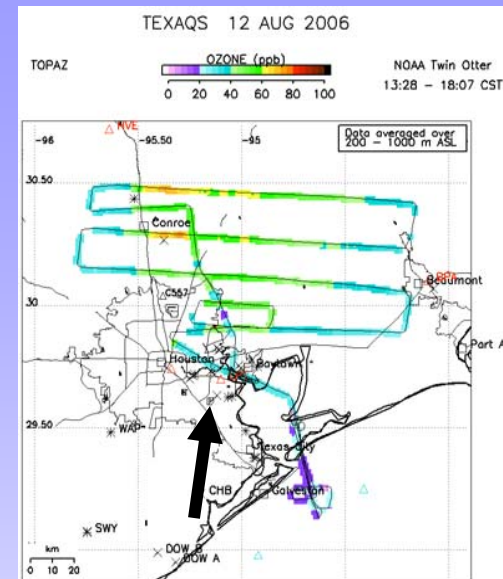 TEXAQS 12 AUG 2006
TOPAZ
OZONE (ppb)
NOAA Twin Otter
0 20 40 60 80 100
13:28 - 18:07 CST
-96 -95.50 -95
Data averaged over
200 - 1000 m ASL
30.50
Conroe
30
C557
Beaumont
Houston
Baytown
Port A
29.50
WAP
Texas City
CHB
Galveston
SWY
DOW B
DOW A
km
0 10 20